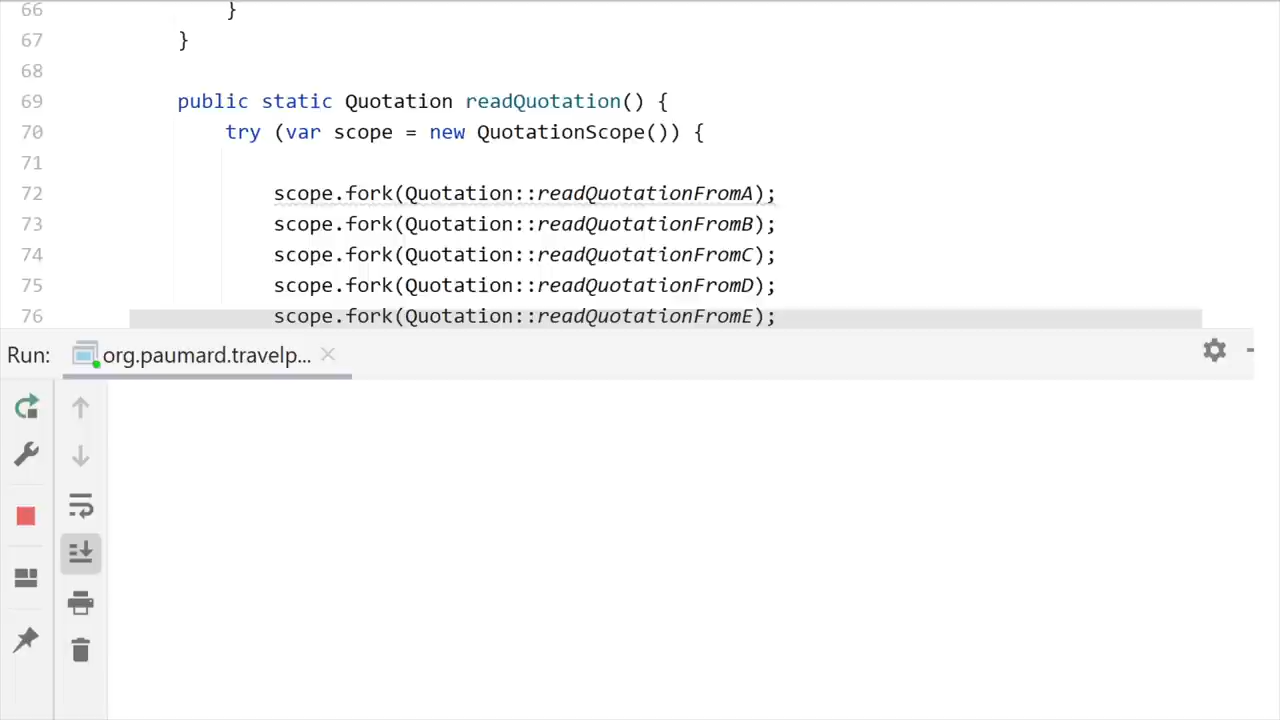 66 }
67 }
68
69 public static Quotation readQuotation() {
70 try (var scope = new QuotationScope()) {
71
72 scope.fork(Quotation::readQuotationFromA);
73 scope.fork(Quotation::readQuotationFromB);
74 scope.fork(Quotation::readQuotationFromC);
75 scope.fork(Quotation::readQuotationFromD);
76 scope.fork(Quotation::readQuotationFromE);
Run: org.paumard.travelp...